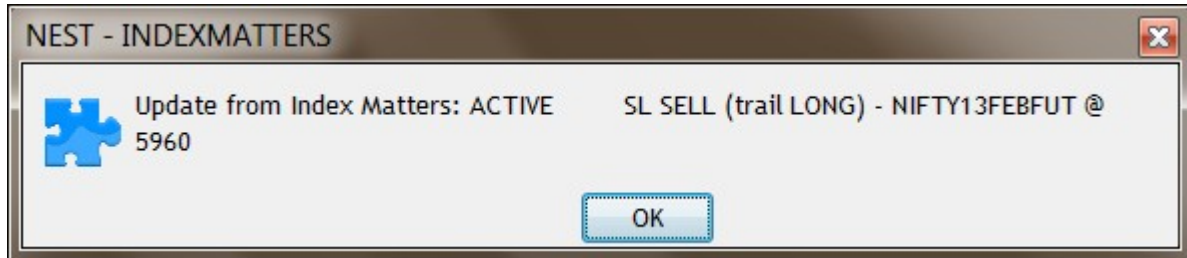 NEST - INDEXMATTERS
Update from Index Matters: ACTIVE SL SELL (trail LONG) - NIFTY13FEBFUT @
5960
OK